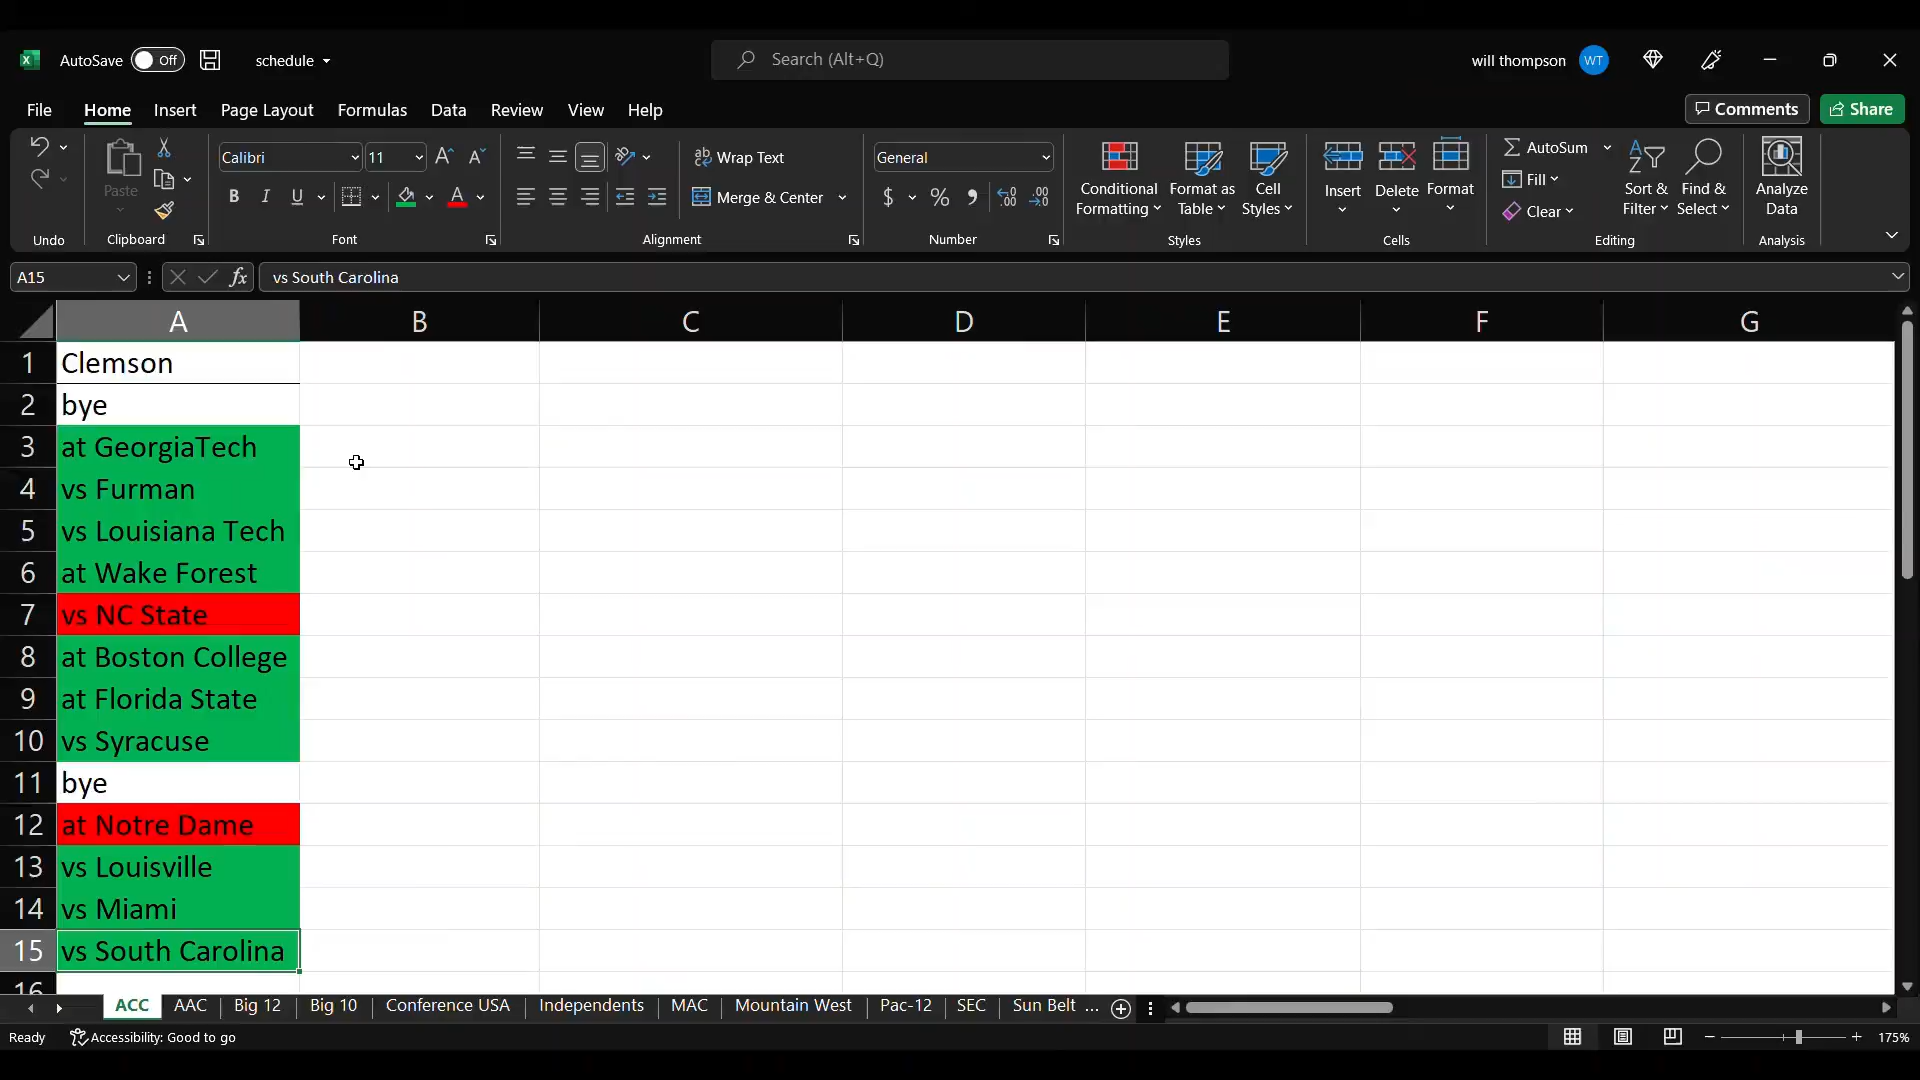 AutoSave Off schedule Search (Alt+Q) will thompson WT
File Home Insert Page Layout Formulas Data Review View Help Comments Share
Calibri 11 Wrap Text General AutoSum
Paste B I U Merge & Center $ % Conditional Formatting Format as Table Cell Styles Insert Delete Format Fill Clear Sort & Filter Find & Select Analyze Data
Undo Clipboard Font Alignment Number Styles Cells Editing Analysis
A15 fx vs South Carolina
A B C D E F G
1 Clemson
2 bye
3 at GeorgiaTech
4 vs Furman
5 vs Louisiana Tech
6 at Wake Forest
7 vs NC State
8 at Boston College
9 at Florida State
10 vs Syracuse
11 bye
12 at Notre Dame
13 vs Louisville
14 vs Miami
15 vs South Carolina
16
ACC AAC Big 12 Big 10 Conference USA Independents MAC Mountain West Pac-12 SEC Sun Belt ...
Ready Accessibility: Good to go 175%